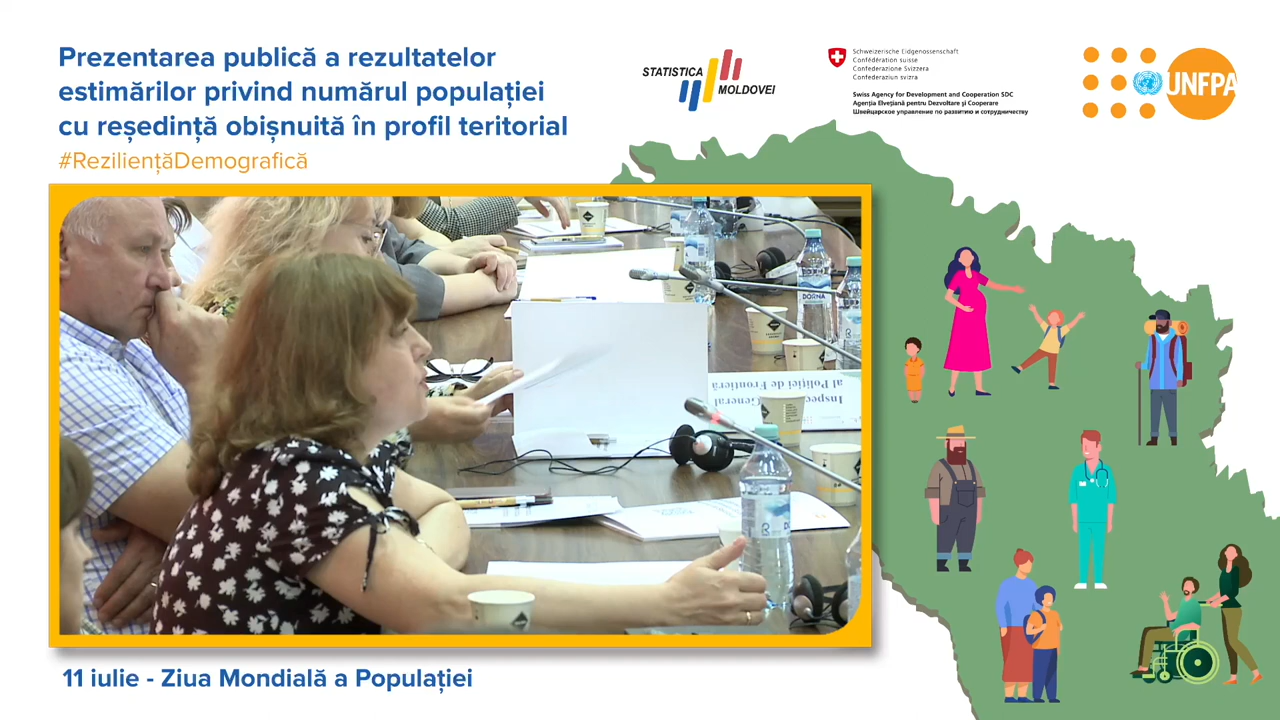 Prezentarea publică a rezultatelor
estimărilor privind numărul populației
cu reședință obișnuită în profil teritorial
#ReziliențăDemografică
STATISTICA
MOLDOVEI
Schweizerische Eidgenossenschaft
Confédération suisse
Confederazione Svizzera
Confederaziun svizra
Swiss Agency for Development and Cooperation SDC
Agenția Elvețiană pentru Dezvoltare și Cooperare
Швейцарское управление по развитию и сотрудничеству
UNFPA
DORNA
General
al Poliției de Frontieră
11 iulie - Ziua Mondială a Populației